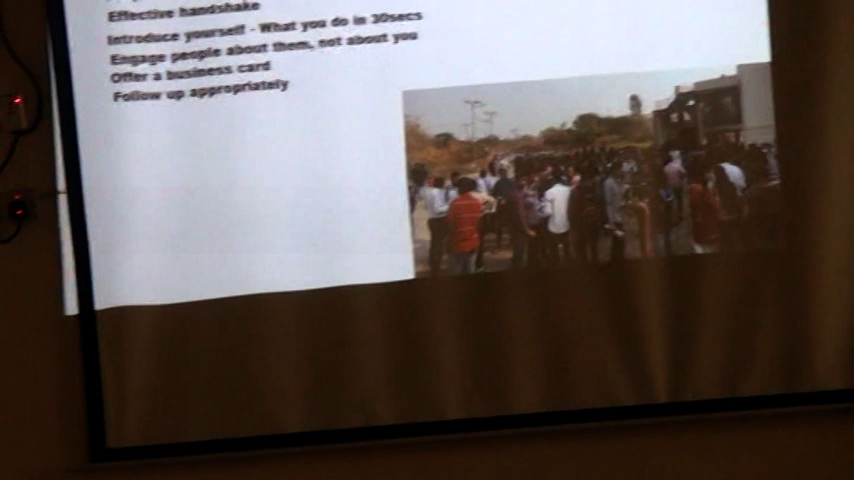 Effective handshake
Introduce yourself - What you do in 30secs
Engage people about them, not about you
Offer a business card
Follow up appropriately